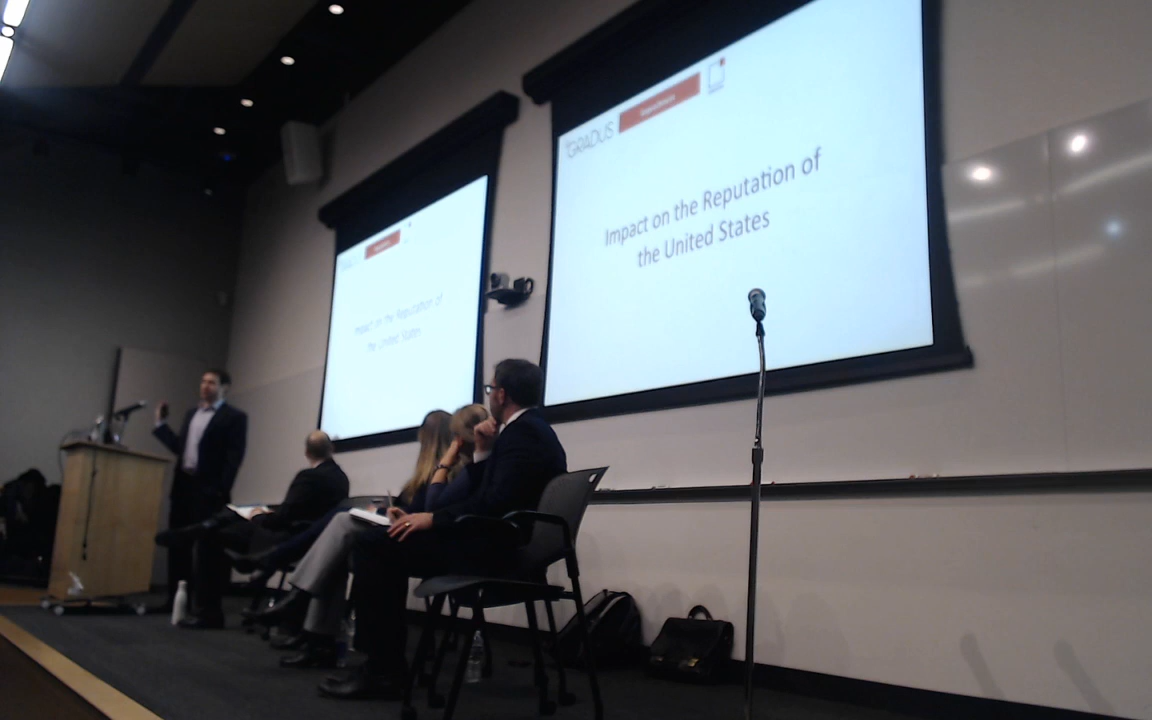 GRADUS
Impact on the Reputation of
the United States
Impact on the Reputation of
the United States